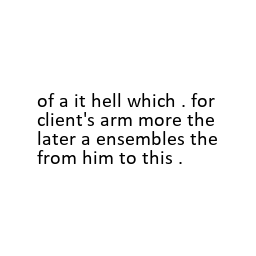 of a it hell which . for
client's arm more the
later a ensembles the
from him to this .